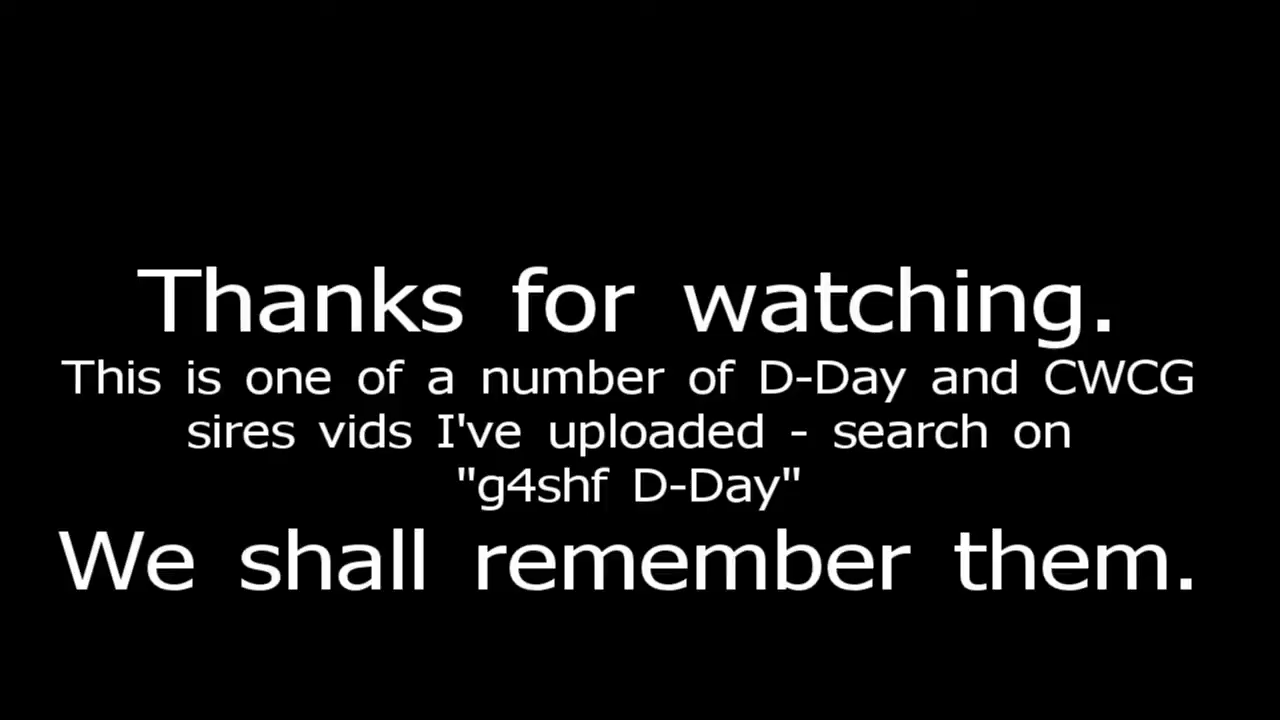 Thanks for watching.
This is one of a number of D-Day and CWCG
sires vids I've uploaded - search on
"g4shf D-Day"
We shall remember them.